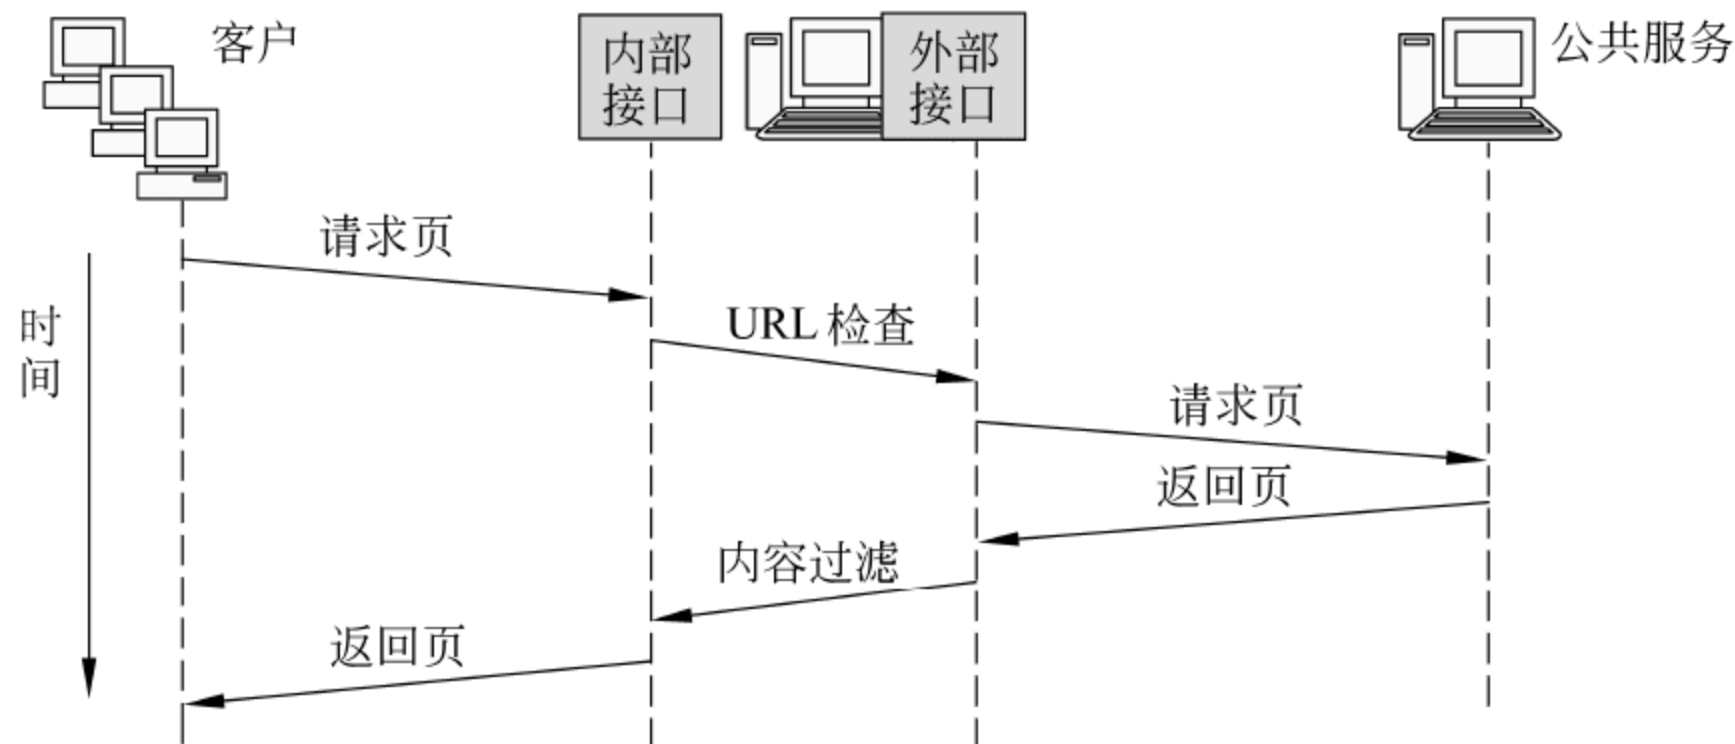 客户
内部
接口
外部
接口
公共服务
请求页
时
间
URL 检查
请求页
返回页
内容过滤
返回页